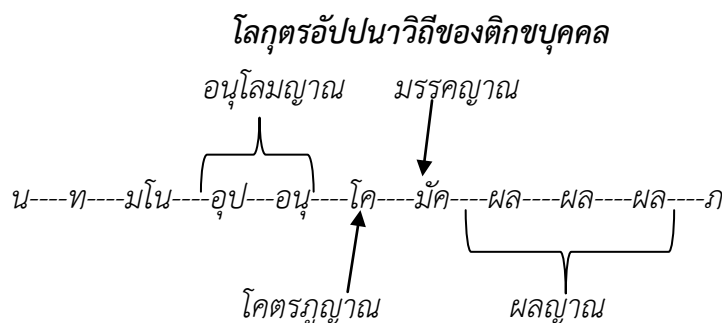 โลกุตรอัปปนาวิถีของติกขบุคคล
อนุโลมญาณ มรรคญาณ
น----ท----มโน----อุป---อนุ----โค----มัค----ผล----ผล----ผล----ภ
โคตรภูญาณ ผลญาณ